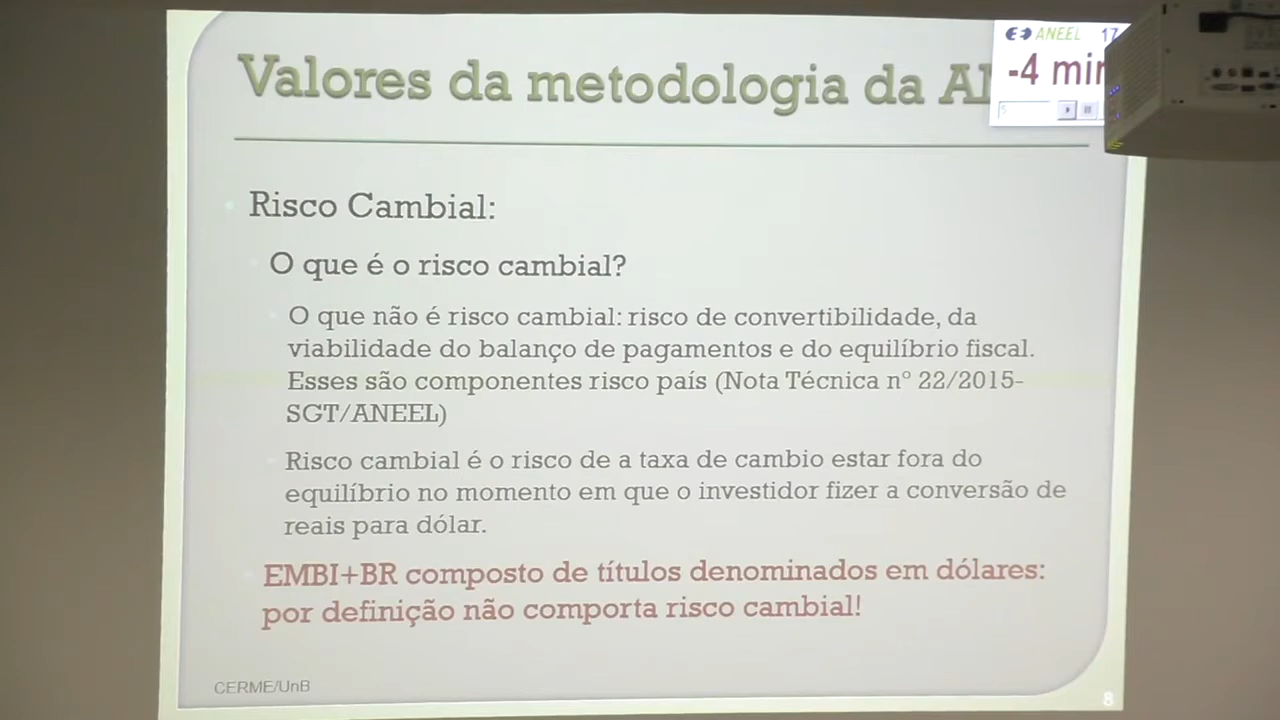 Valores da metodologia da
ANEEL 17
-4 min
5
Risco Cambial:
O que é o risco cambial?
O que não é risco cambial: risco de convertibilidade, da
viabilidade do balanço de pagamentos e do equilíbrio fiscal.
Esses são componentes risco país (Nota Técnica nº 22/2015-
SGT/ANEEL)
Risco cambial é o risco de a taxa de cambio estar fora do
equilíbrio no momento em que o investidor fizer a conversão de
reais para dólar.
EMBI+BR composto de títulos denominados em dólares:
por definição não comporta risco cambial!
CERME/UnB
8